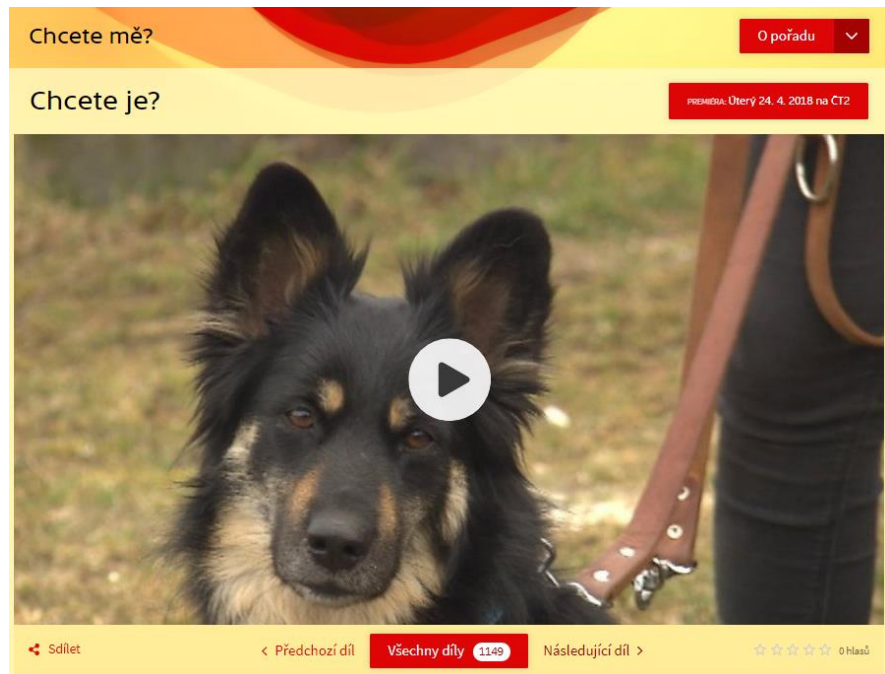 Chcete mě?
O pořadu
Chcete je?
PREMIÉRA: Úterý 24. 4. 2018 na ČT2
Sdílet
Předchozí díl
Všechny díly 1149
Následující díl
0 hlasů